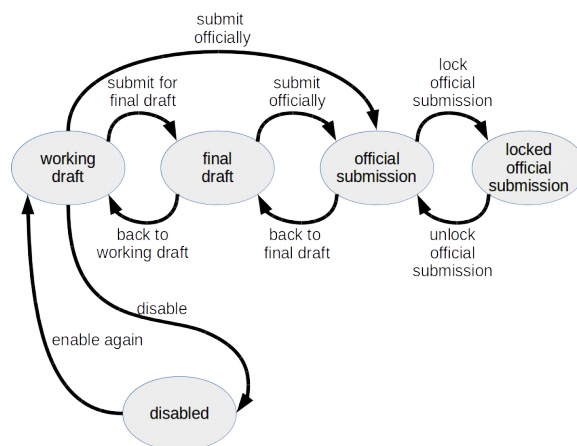 submit
officially
submit for
final draft
submit
officially
lock
official
submission
working
draft
final
draft
official
submission
locked
official
submission
back to
working draft
back to
final draft
unlock
official
submission
disable
enable again
disabled